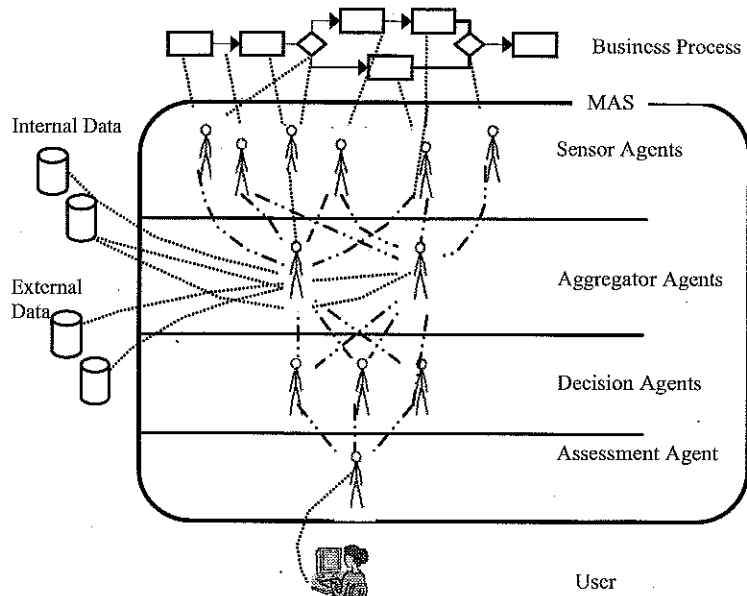 Business Process
MAS
Internal Data
Sensor Agents
External
Data
Aggregator Agents
Decision Agents
Assessment Agent
User